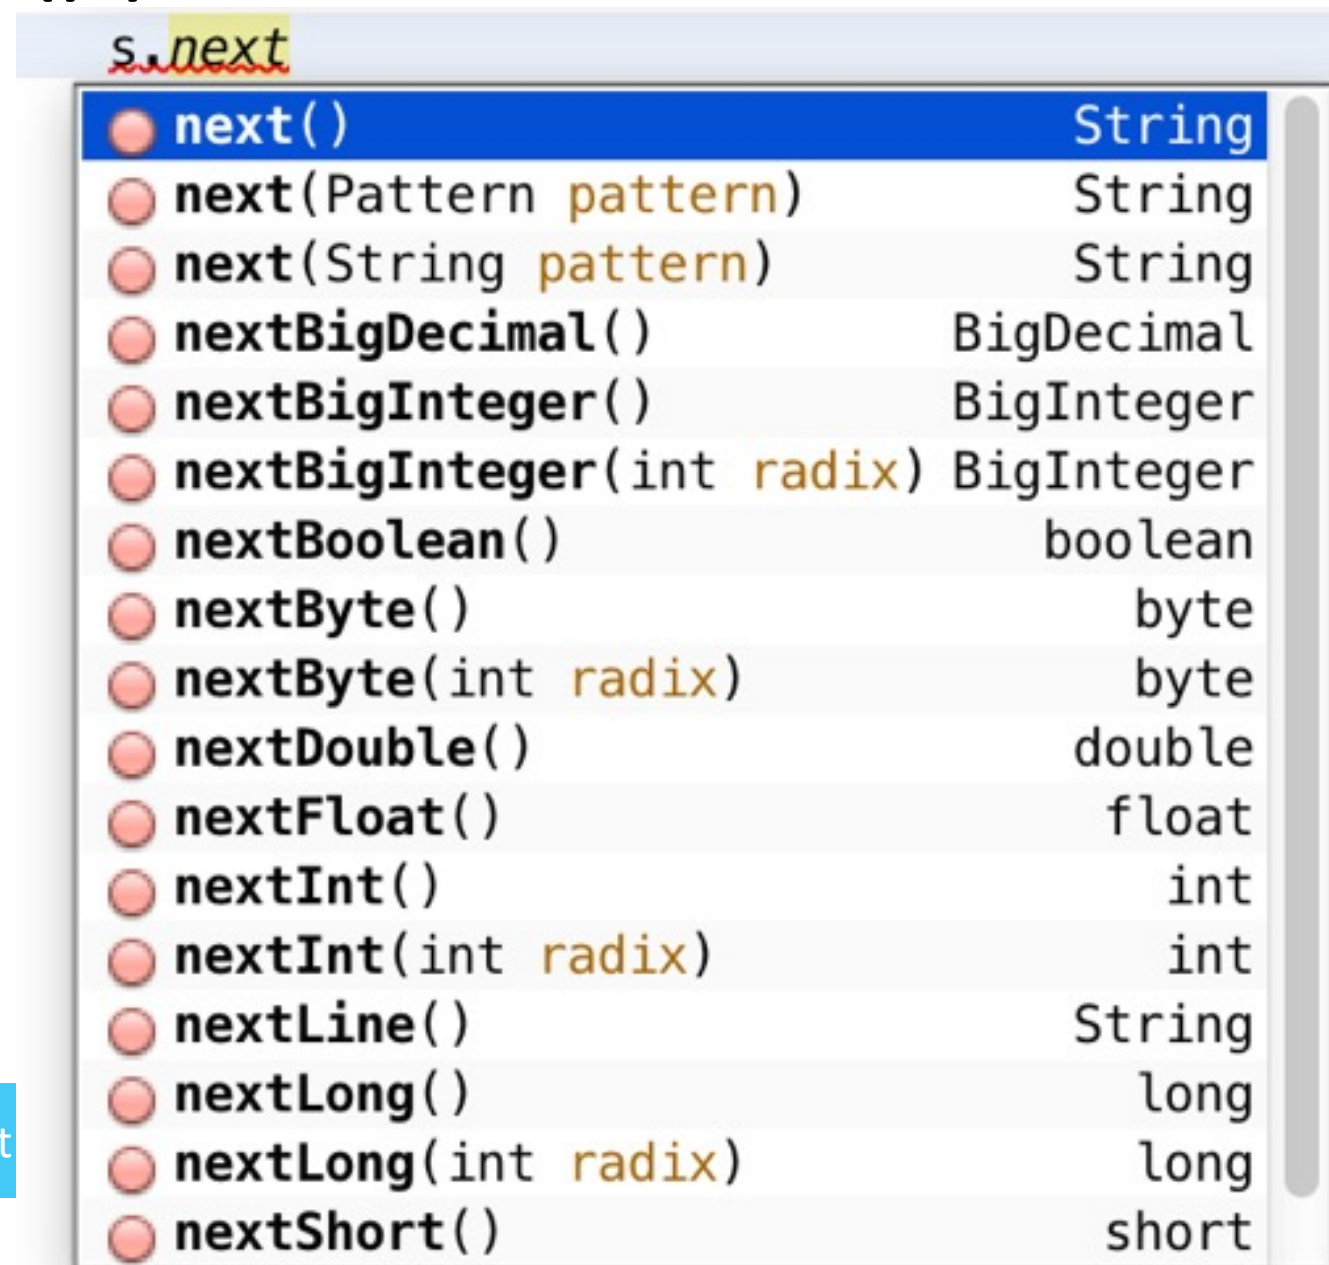 s.next
next() String
next(Pattern pattern) String
next(String pattern) String
nextBigDecimal() BigDecimal
nextBigInteger() BigInteger
nextBigInteger(int radix) BigInteger
nextBoolean() boolean
nextByte() byte
nextByte(int radix) byte
nextDouble() double
nextFloat() float
nextInt() int
nextInt(int radix) int
nextLine() String
nextLong() long
nextLong(int radix) long
nextShort() short